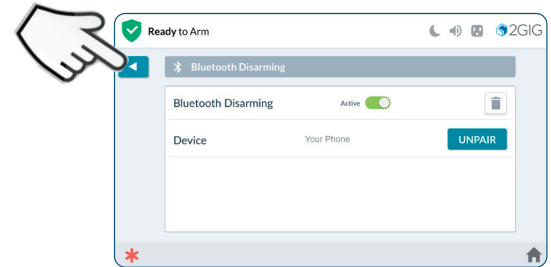 Ready to Arm
2GIG
Bluetooth Disarming
Bluetooth Disarming Active
Device Your Phone UNPAIR